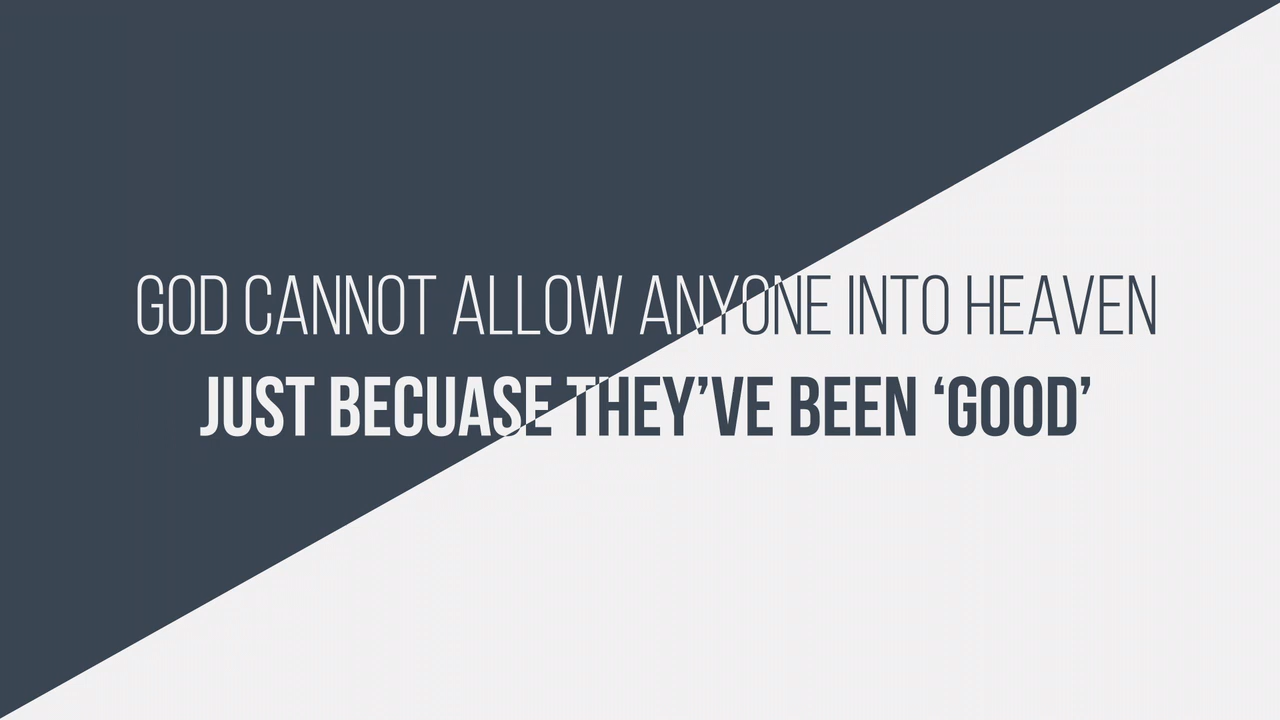 GOD CANNOT ALLOW ANYONE INTO HEAVEN
JUST BECUASE THEY’VE BEEN ‘GOOD’